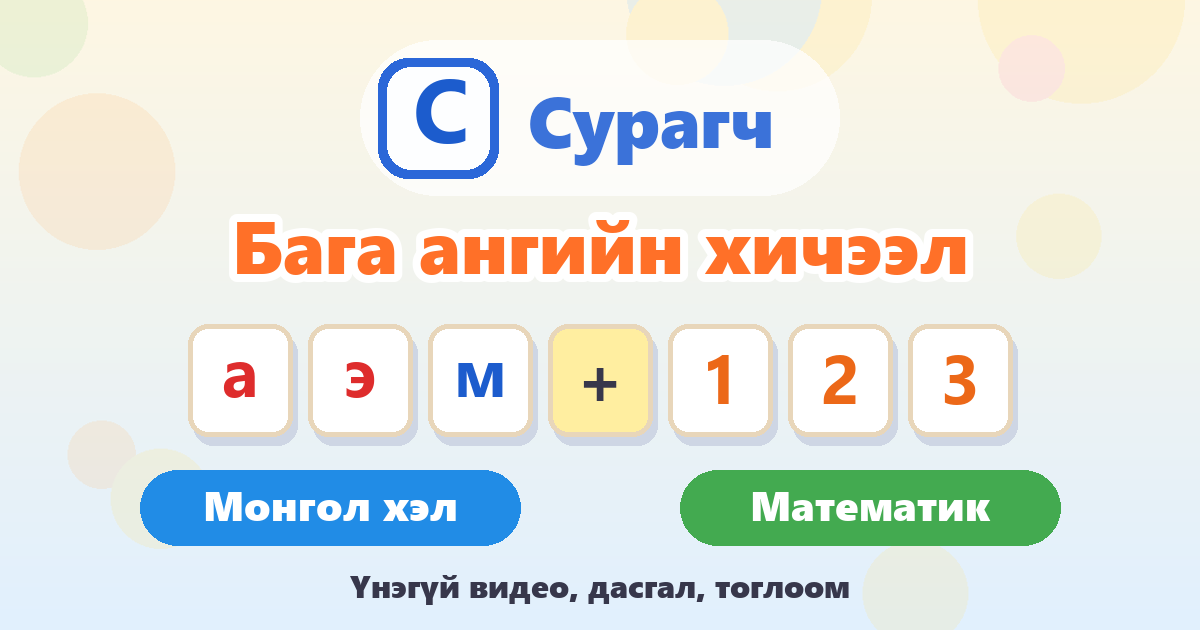 С Сурагч
Бага ангийн хичээл
а э м + 1 2 3
Монгол хэл Математик
Үнэгүй видео, дасгал, тоглоом